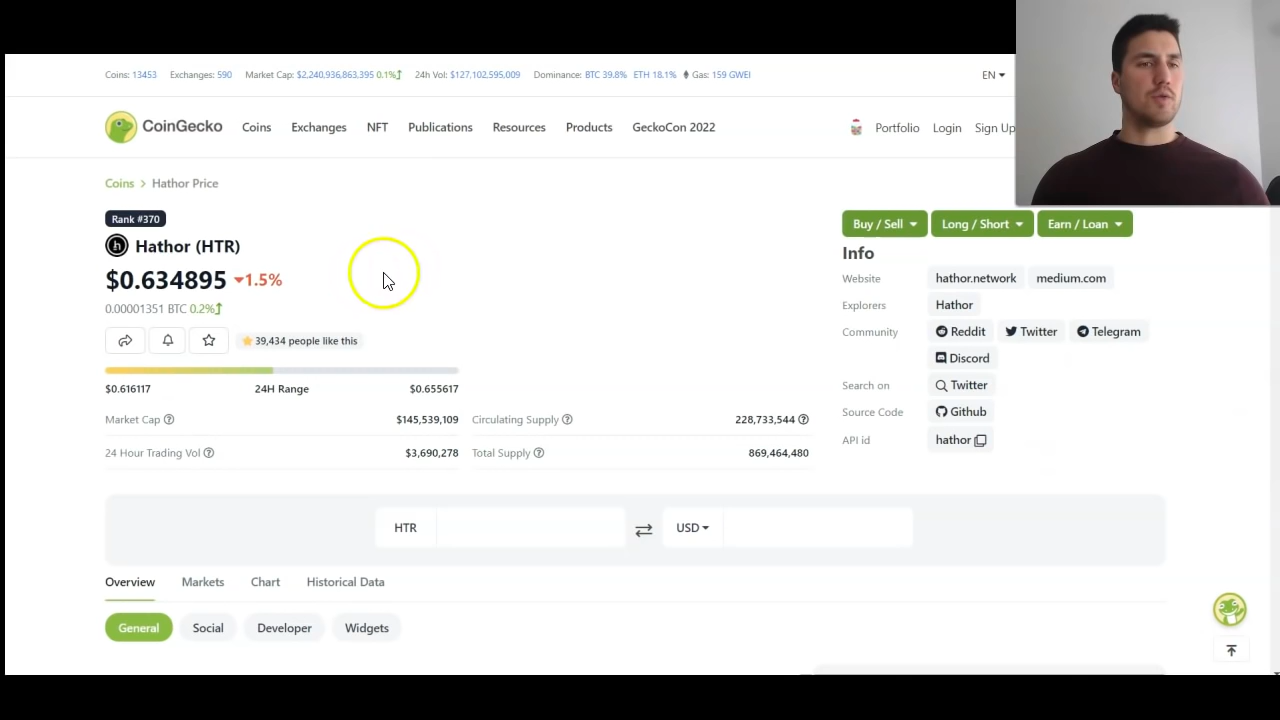 Coins: 13453 Exchanges: 590 Market Cap: $2,240,936,863,395 0.1% 24h Vol: $127,102,595,009 Dominance: BTC 39.8% ETH 18.1% Gas: 159 GWEI EN
CoinGecko Coins Exchanges NFT Publications Resources Products GeckoCon 2022 Portfolio Login Sign Up
Coins > Hathor Price
Rank #370
Buy / Sell Long / Short Earn / Loan
Hathor (HTR)
Info
$0.634895 1.5%
Website hathor.network medium.com
0.00001351 BTC 0.2%
Explorers Hathor
39,434 people like this
Community Reddit Twitter Telegram
Discord
$0.616117 24H Range $0.655617
Search on Twitter
Market Cap $145,539,109 Circulating Supply 228,733,544
Source Code Github
24 Hour Trading Vol $3,690,278 Total Supply 869,464,480
API id hathor
HTR USD
Overview Markets Chart Historical Data
General Social Developer Widgets